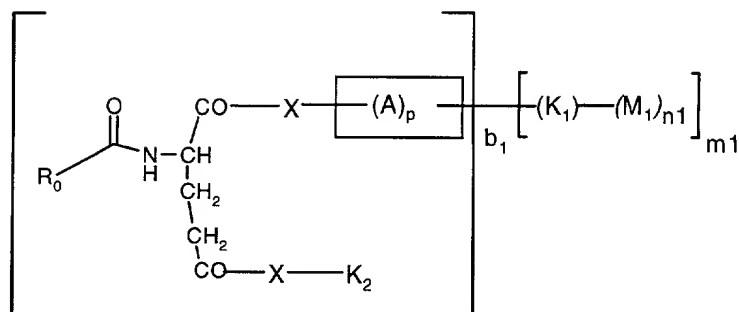 O CO X (A)p b1 (K1) (M1)n1 m1
R0 N H CH
CH2
CH2
CO X K2